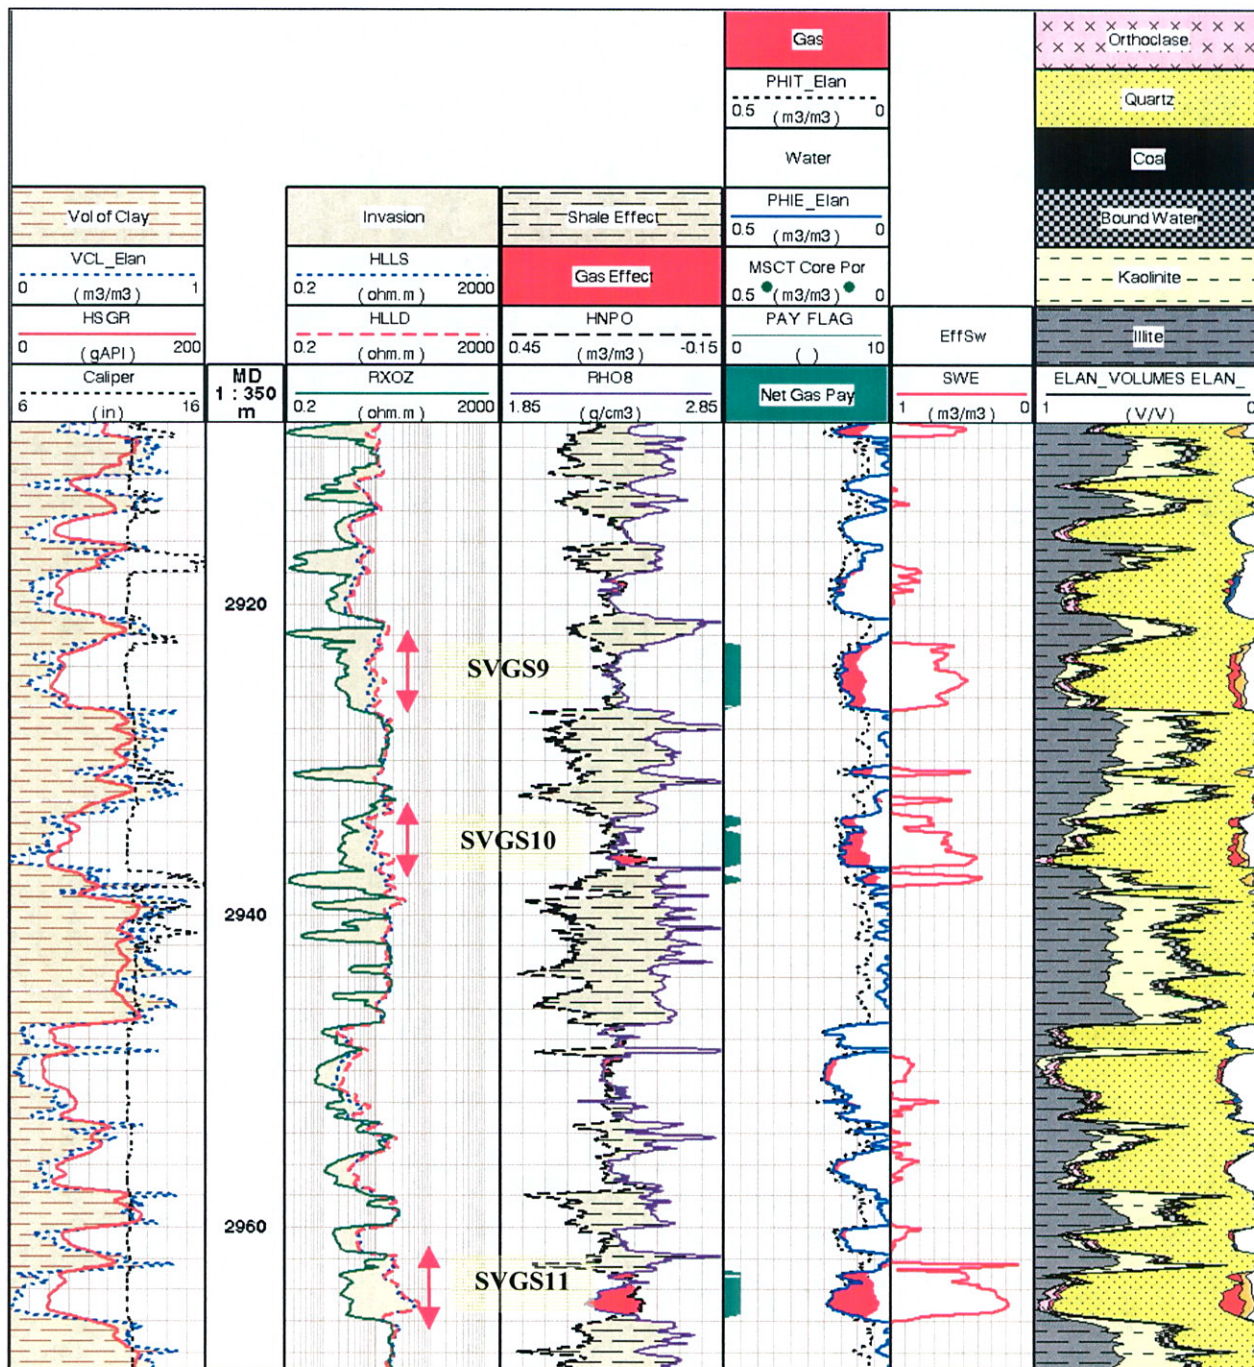 Gas
Orthoclase
PHIT_Elan
0.5 (m3/m3) 0
Quartz
Water
Coal
Vol of Clay
Invasion
Shale Effect
PHIE_Elan
0.5 (m3/m3) 0
Bound Water
VCL_Elan
0 (m3/m3) 1
HLLS
0.2 (ohm.m) 2000
Gas Effect
MSCT Core Por
0.5 (m3/m3) 0
Kaolinite
HSGR
0 (gAPI) 200
HLLD
0.2 (ohm.m) 2000
HNPO
0.45 (m3/m3) -0.15
PAY FLAG
0 ( ) 10
EffSw
Illite
Caliper
6 (in) 16
MD
1 : 350
m
RXOZ
0.2 (ohm.m) 2000
RHO8
1.85 (g/cm3) 2.85
Net Gas Pay
SWE
1 (m3/m3) 0
ELAN_VOLUMES ELAN_
1 (V/V) 0
2920
SVGS9
SVGS10
2940
2960
SVGS11